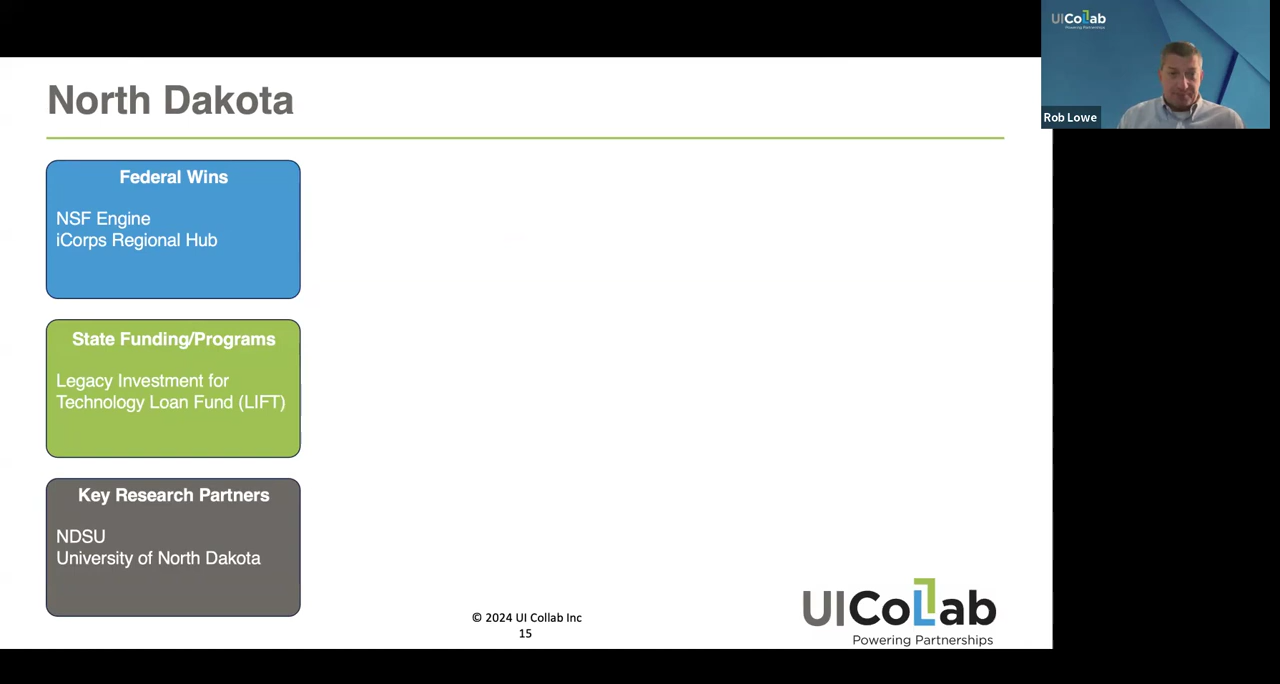 UICollab
Powering Partnerships
Rob Lowe
North Dakota
Federal Wins
NSF Engine
iCorps Regional Hub
State Funding/Programs
Legacy Investment for
Technology Loan Fund (LIFT)
Key Research Partners
NDSU
University of North Dakota
© 2024 UI Collab Inc
15
UICoLLab
Powering Partnerships